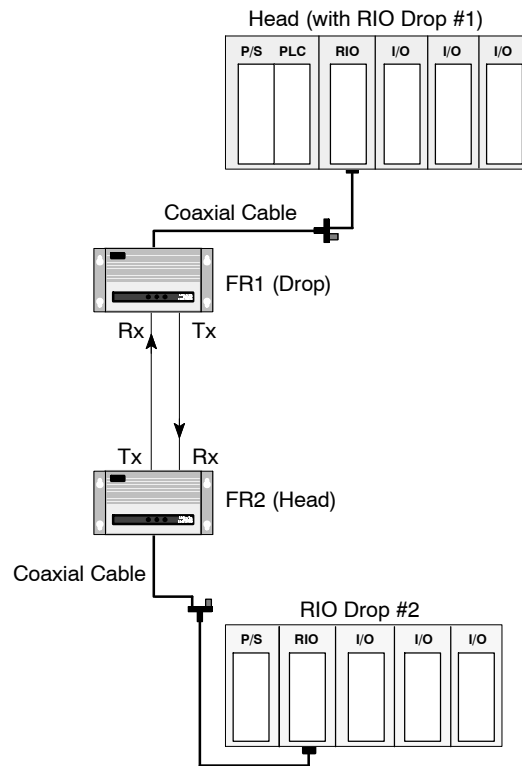 Head (with RIO Drop #1)
P/S PLC RIO I/O I/O I/O
Coaxial Cable
FR1 (Drop)
Rx Tx
Tx Rx
FR2 (Head)
Coaxial Cable
RIO Drop #2
P/S RIO I/O I/O I/O